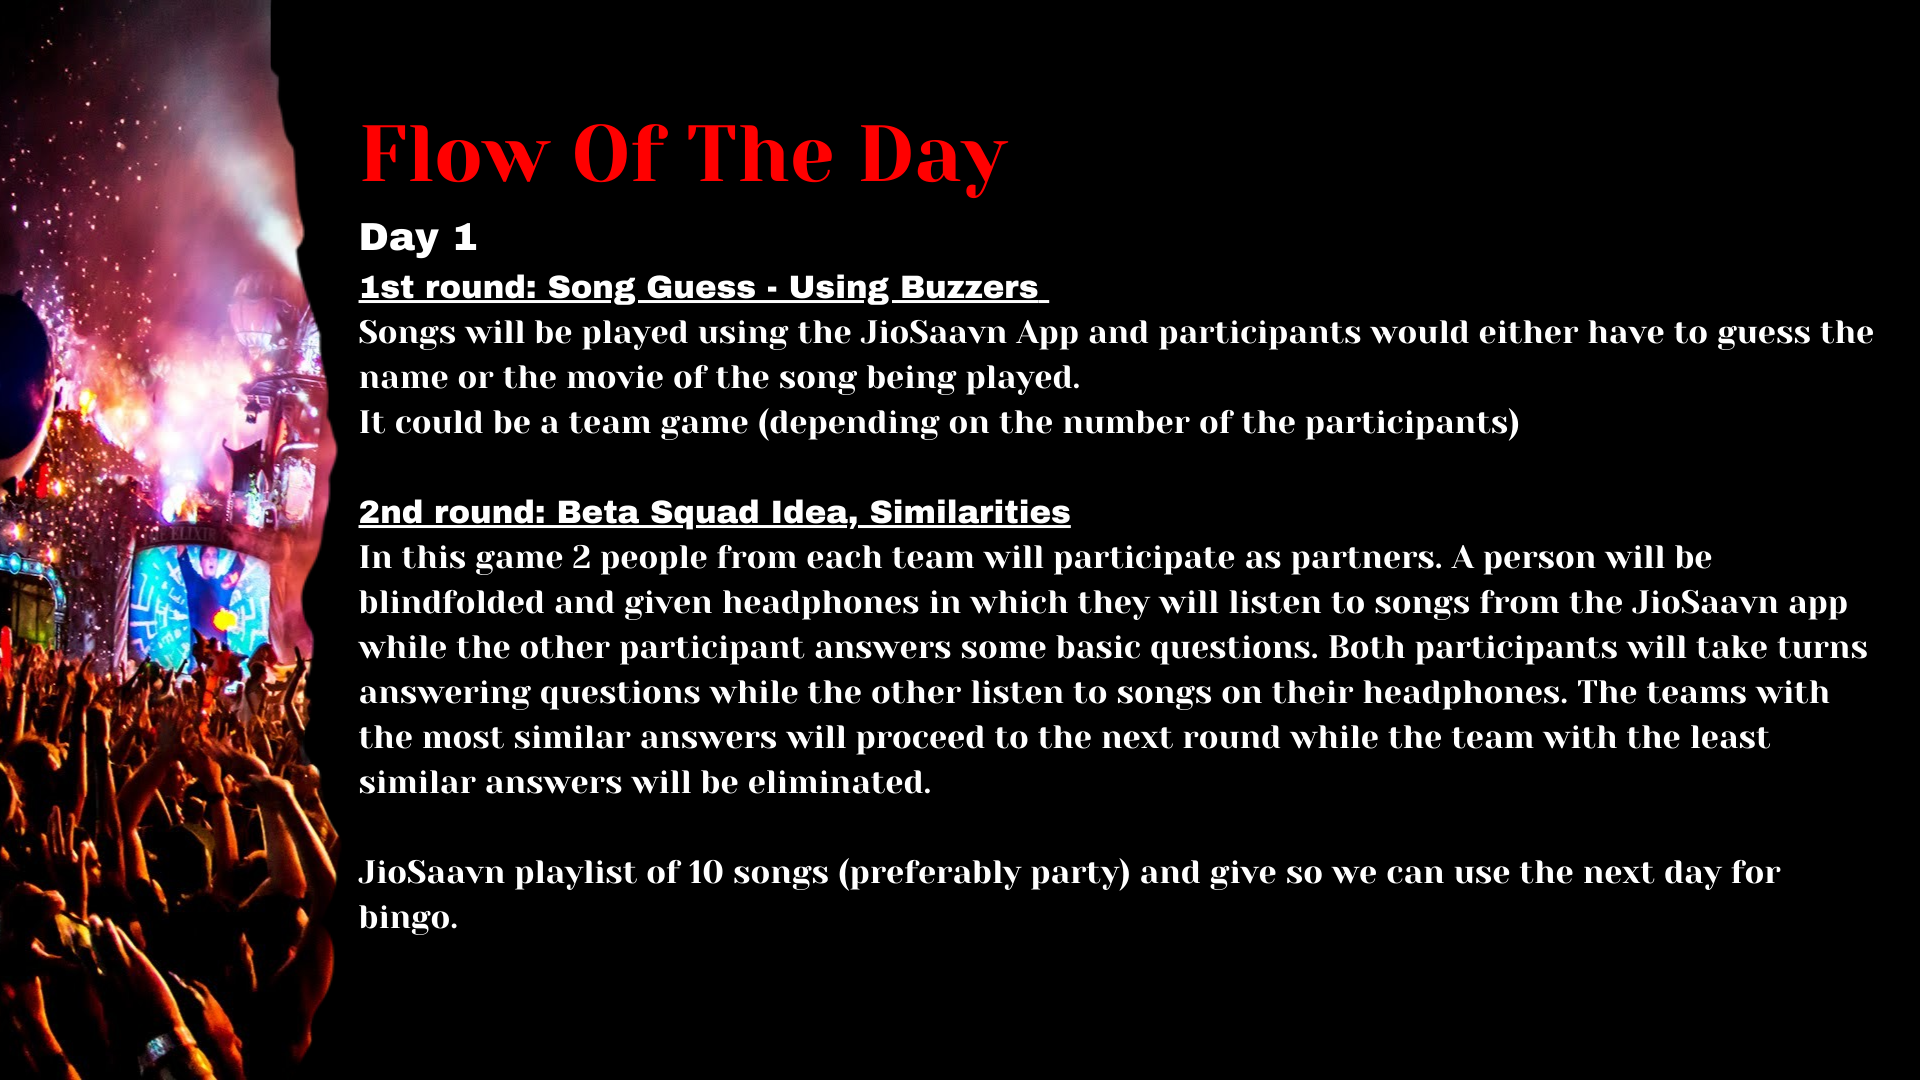 Flow Of The Day
Day 1
1st round: Song Guess - Using Buzzers
Songs will be played using the JioSaavn App and participants would either have to guess the
name or the movie of the song being played.
It could be a team game (depending on the number of the participants)
2nd round: Beta Squad Idea, Similarities
In this game 2 people from each team will participate as partners. A person will be
blindfolded and given headphones in which they will listen to songs from the JioSaavn app
while the other participant answers some basic questions. Both participants will take turns
answering questions while the other listen to songs on their headphones. The teams with
the most similar answers will proceed to the next round while the team with the least
similar answers will be eliminated.
JioSaavn playlist of 10 songs (preferably party) and give so we can use the next day for
bingo.